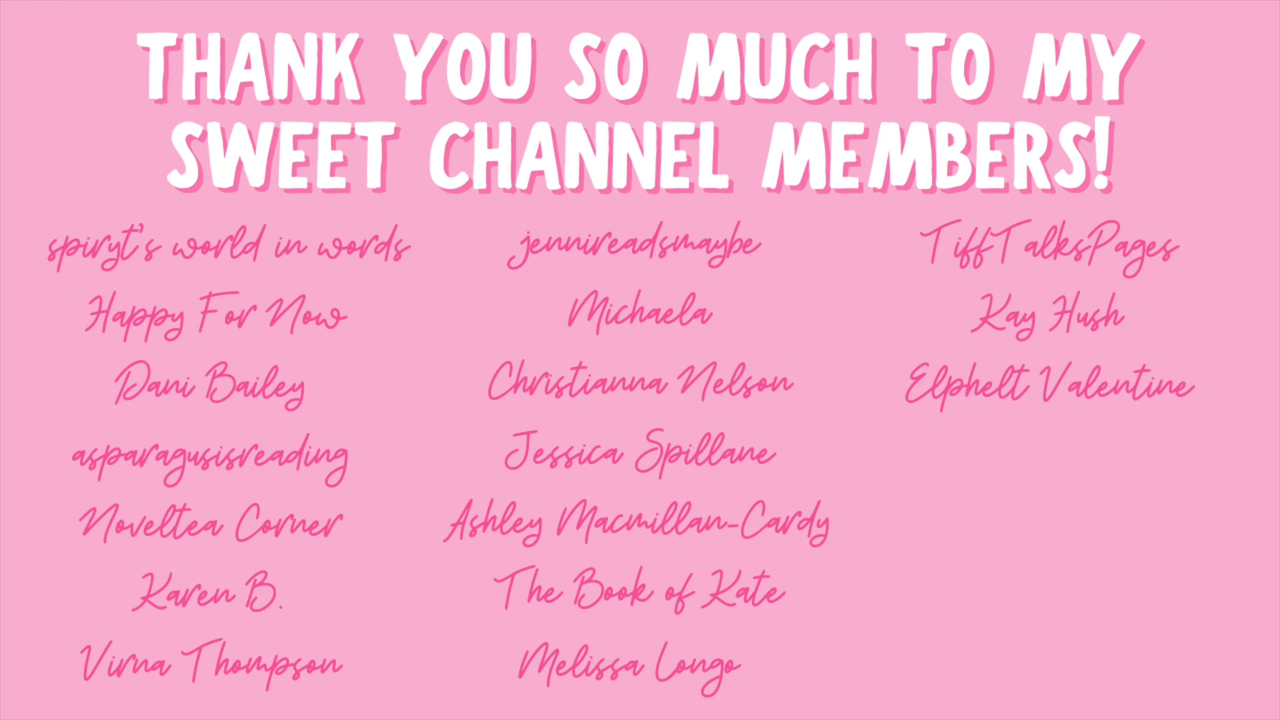 THANK YOU SO MUCH TO MY
SWEET CHANNEL MEMBERS!
spiryt's world in words
Happy For Now
Dani Bailey
asparagusisreading
Noveltea Corner
Karen B.
Virna Thompson
jennireadsmaybe
Michaela
Christianna Nelson
Jessica Spillane
Ashley Macmillan-Cardy
The Book of Kate
Melissa Longo
TiffTalksPages
Kay Hush
Elphelt Valentine